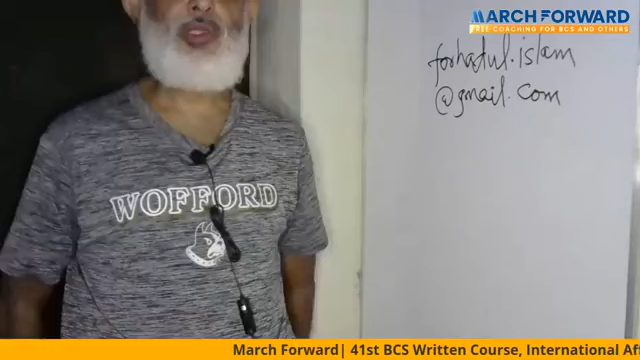 MARCH FORWARD
FREE COACHING FOR BCS AND OTHERS
forhatul.islam
@gmail.com
WOFFORD
March Forward| 41st BCS Written Course, International Af